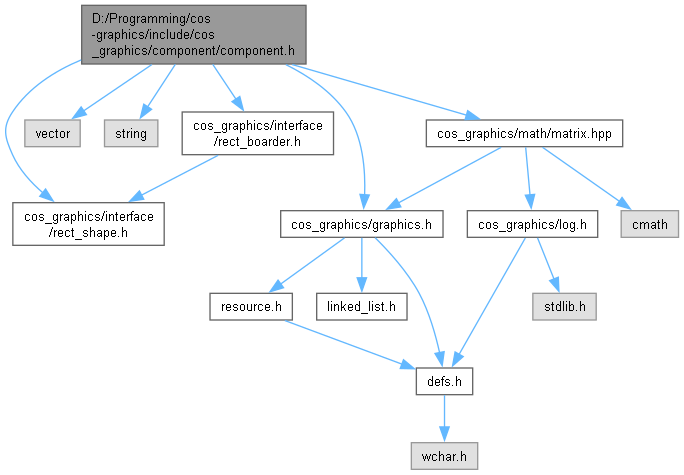 D:/Programming/cos
-graphics/include/cos
_graphics/component/component.h
vector
string
cos_graphics/interface
/rect_boarder.h
cos_graphics/math/matrix.hpp
cos_graphics/interface
/rect_shape.h
cos_graphics/graphics.h
cos_graphics/log.h
cmath
resource.h
linked_list.h
stdlib.h
defs.h
wchar.h